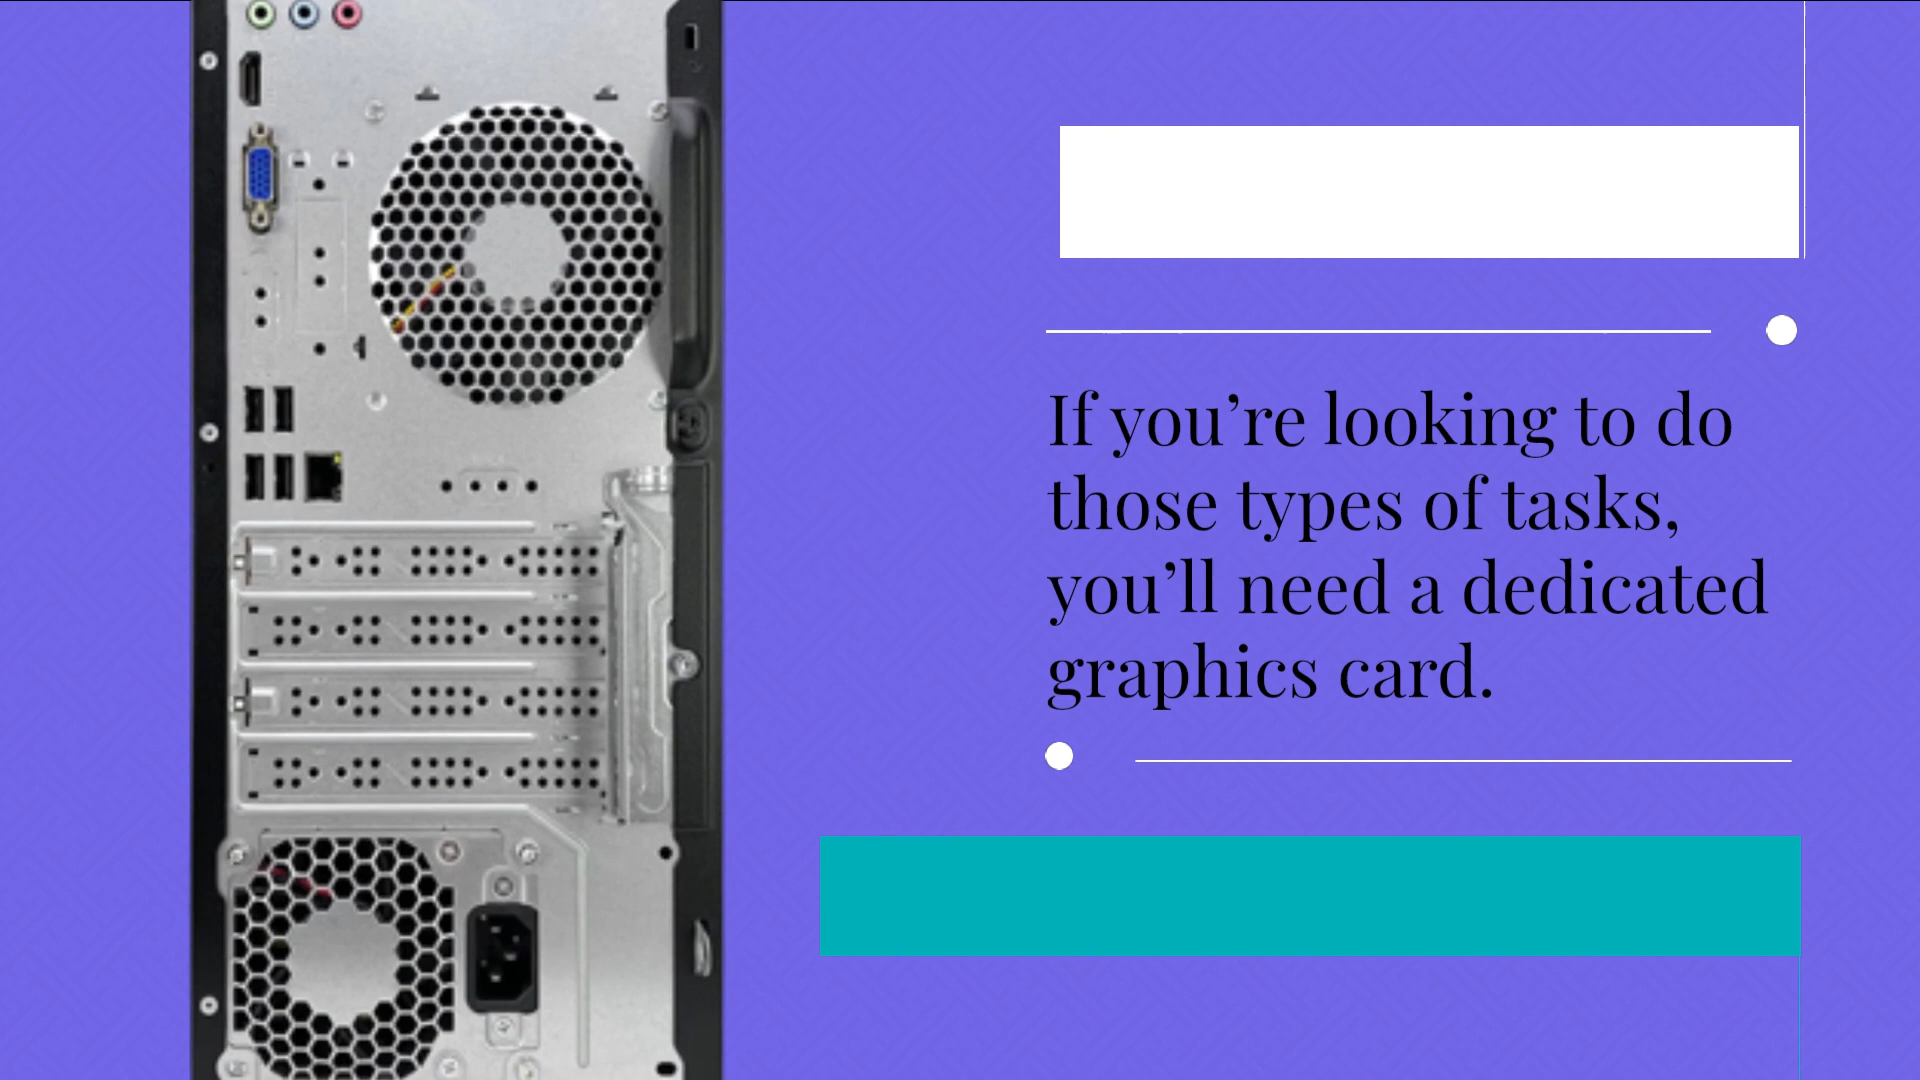 If you’re looking to do
those types of tasks,
you’ll need a dedicated
graphics card.